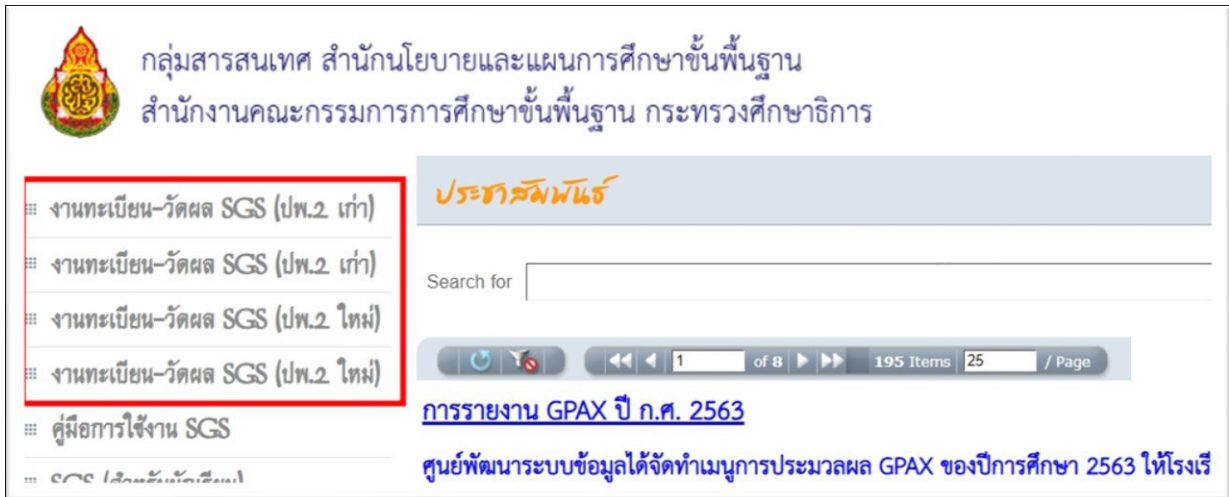 กลุ่มสารสนเทศ สำนักนโยบายและแผนการศึกษาขั้นพื้นฐาน
สำนักงานคณะกรรมการการศึกษาขั้นพื้นฐาน กระทรวงศึกษาธิการ
งานทะเบียน-วัดผล SGS (ปพ.2 เก่า)
งานทะเบียน-วัดผล SGS (ปพ.2 เก่า)
งานทะเบียน-วัดผล SGS (ปพ.2 ใหม่)
งานทะเบียน-วัดผล SGS (ปพ.2 ใหม่)
คู่มือการใช้งาน SGS
SGS (สำหรับนักเรียน)
ประชาสัมพันธ์
Search for
1 of 8 195 Items 25 / Page
การรายงาน GPAX ปี ก.ศ. 2563
ศูนย์พัฒนาระบบข้อมูลได้จัดทำเมนูการประมวลผล GPAX ของปีการศึกษา 2563 ให้โรงเรี